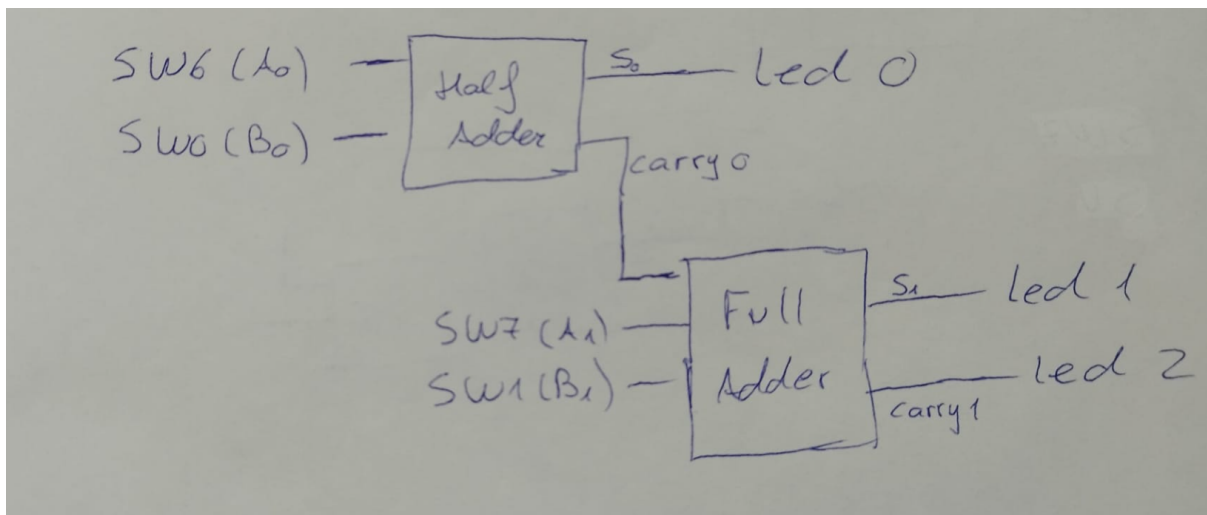 SW6 (A₀)
SW0 (B₀)
Half
Adder
S₀
led 0
carry 0
SW7 (A₁)
SW1 (B₁)
Full
Adder
S₁
led 1
carry 1
led 2